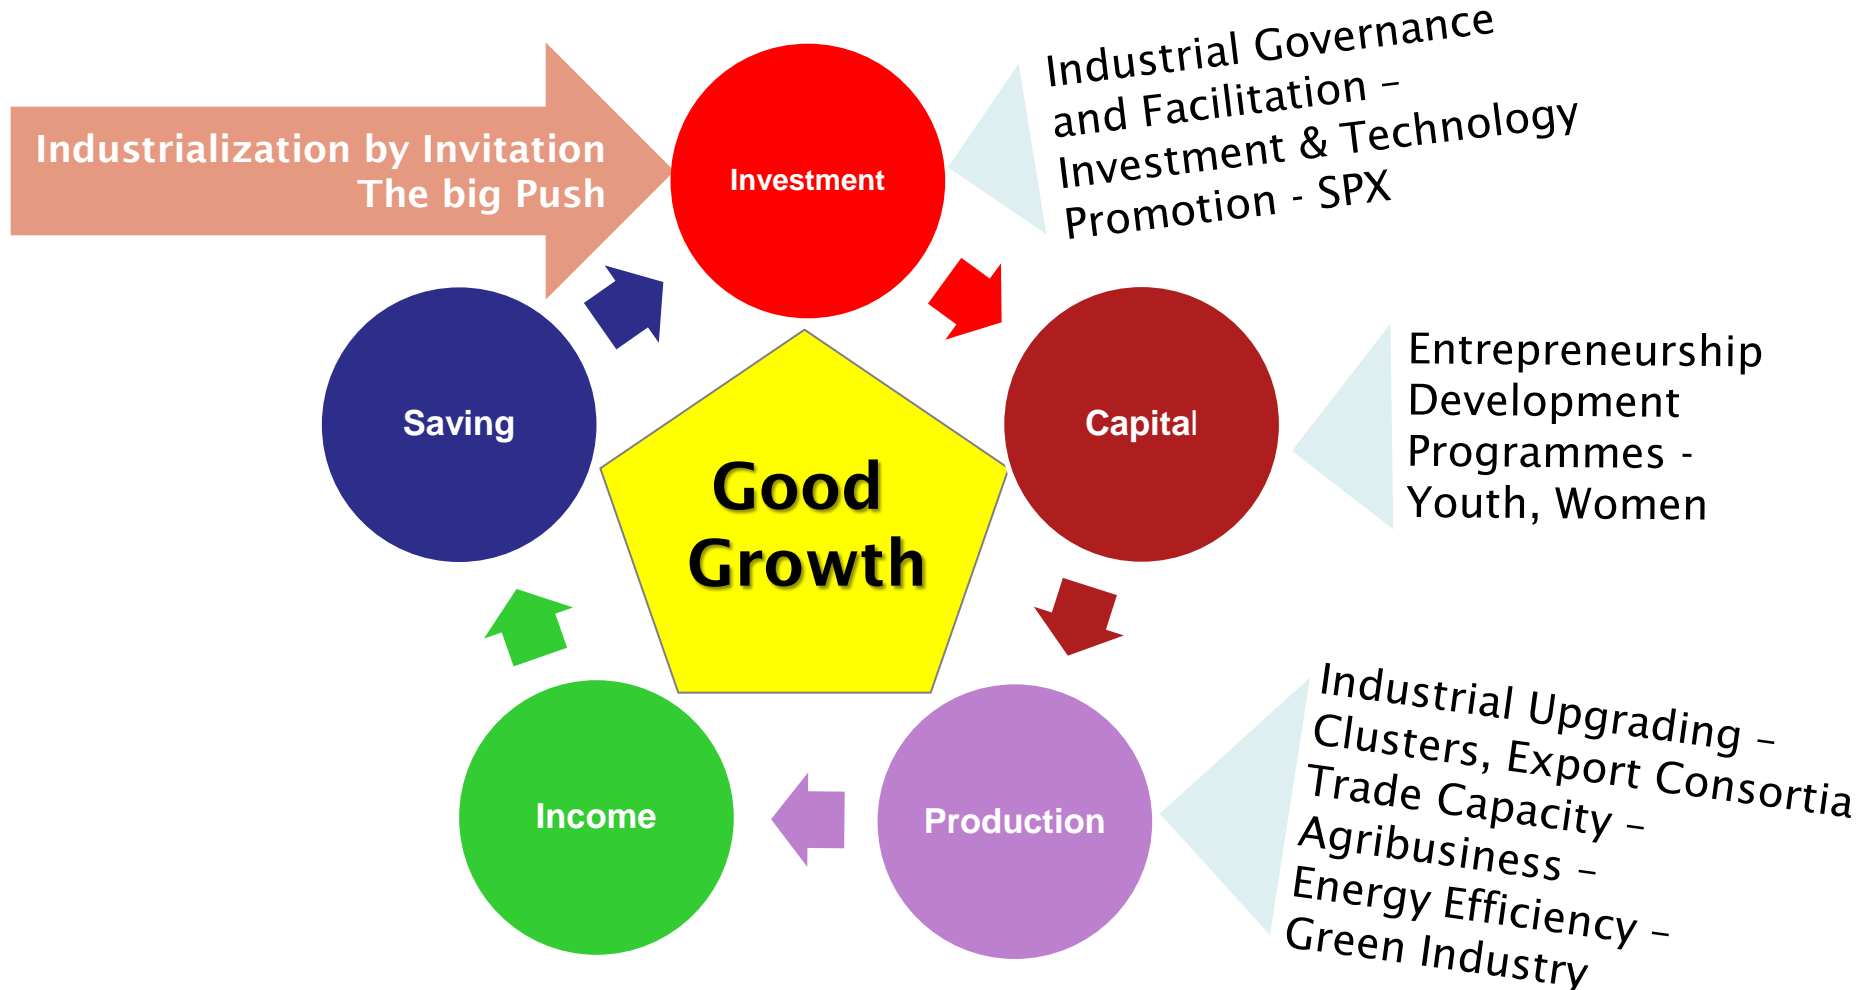 Industrialization by Invitation
The big Push
Investment
Industrial Governance
and Facilitation –
Investment & Technology
Promotion - SPX
Saving
Capital
Entrepreneurship
Development
Programmes -
Youth, Women
Good
Growth
Income
Production
Industrial Upgrading –
Clusters, Export Consortia
Trade Capacity –
Agribusiness –
Energy Efficiency –
Green Industry